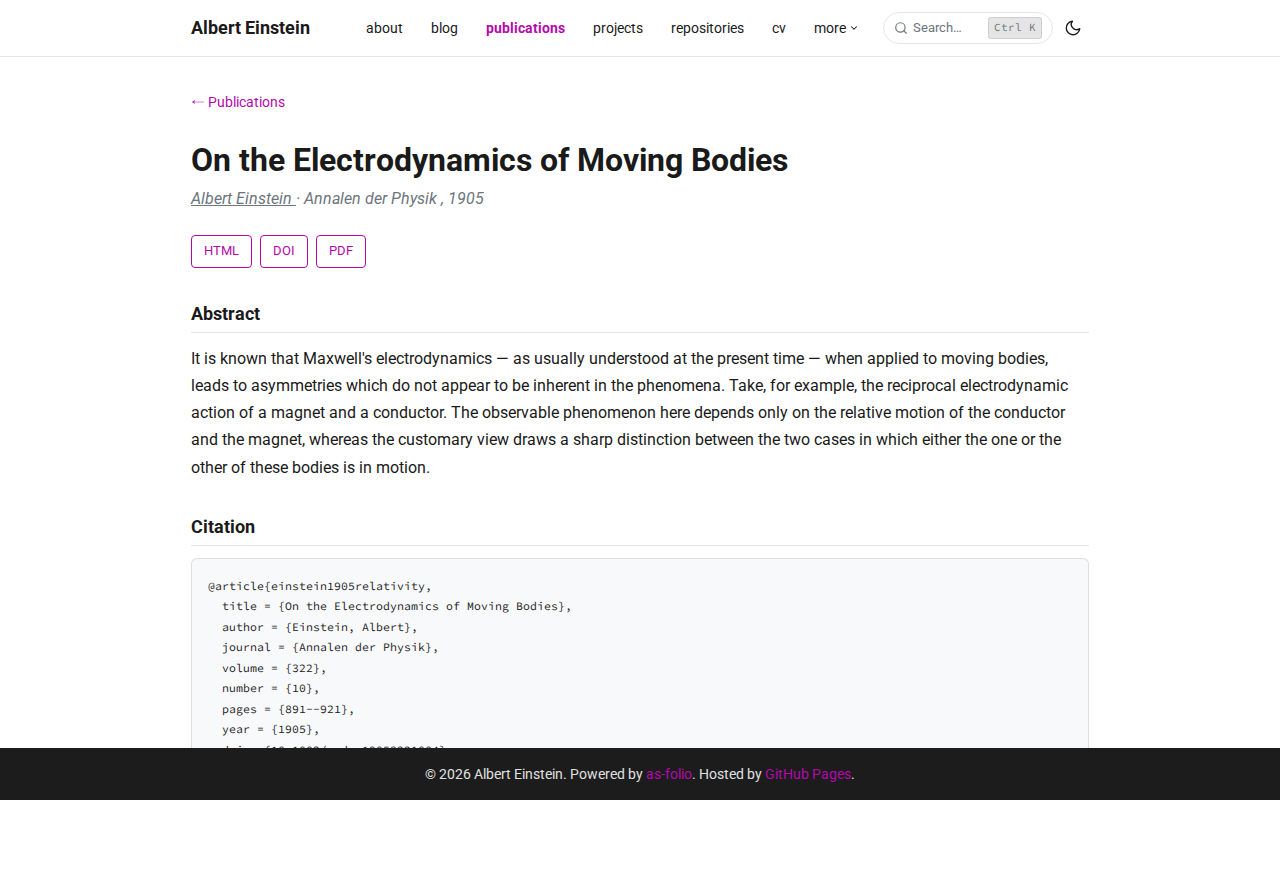 Albert Einstein about blog publications projects repositories cv more Search... Ctrl K
← Publications
On the Electrodynamics of Moving Bodies
Albert Einstein · Annalen der Physik , 1905
HTML DOI PDF
Abstract
It is known that Maxwell's electrodynamics — as usually understood at the present time — when applied to moving bodies,
leads to asymmetries which do not appear to be inherent in the phenomena. Take, for example, the reciprocal electrodynamic
action of a magnet and a conductor. The observable phenomenon here depends only on the relative motion of the conductor
and the magnet, whereas the customary view draws a sharp distinction between the two cases in which either the one or the
other of these bodies is in motion.
Citation
@article{einstein1905relativity,
title = {On the Electrodynamics of Moving Bodies},
author = {Einstein, Albert},
journal = {Annalen der Physik},
volume = {322},
number = {10},
pages = {891--921},
year = {1905},
© 2026 Albert Einstein. Powered by as-folio. Hosted by GitHub Pages.